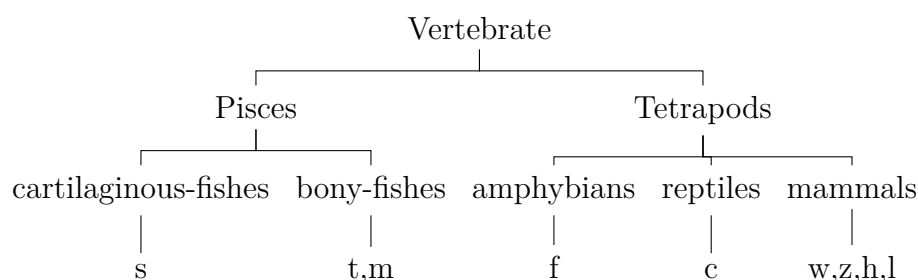 Vertebrate
Pisces Tetrapods
cartilaginous-fishes bony-fishes amphybians reptiles mammals
s t,m f c w,z,h,l